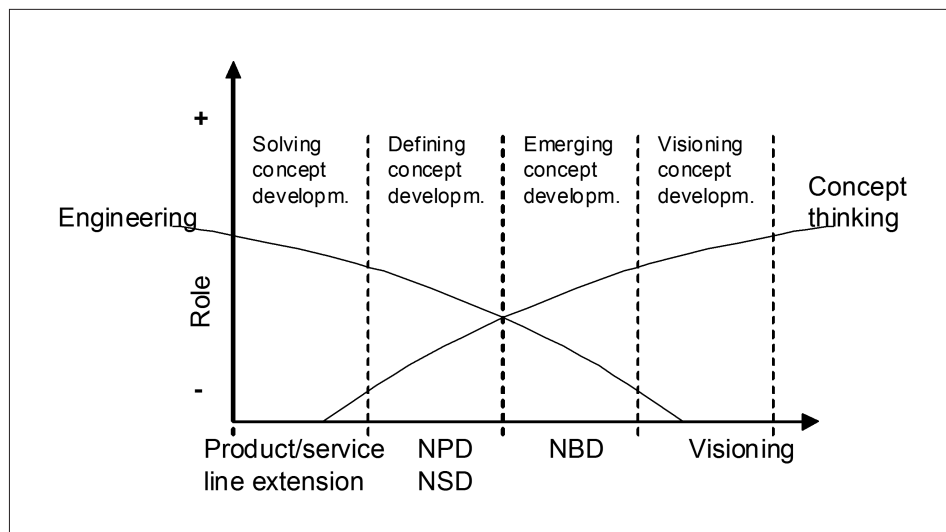 +
Solving
concept
developm.
Defining
concept
developm.
Emerging
concept
developm.
Visioning
concept
developm.
Engineering
Concept
thinking
Role
-
Product/service
line extension
NPD
NSD
NBD
Visioning